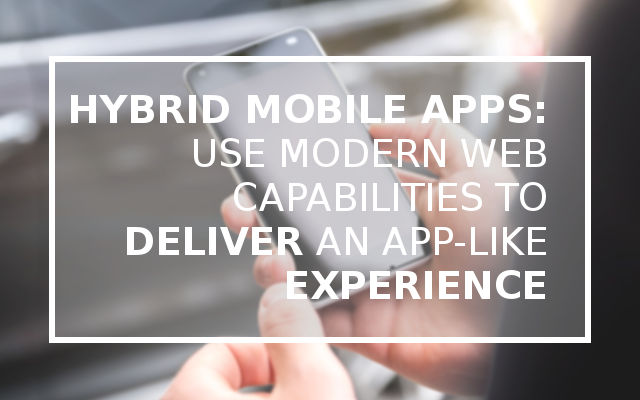 HYBRID MOBILE APPS:
USE MODERN WEB
CAPABILITIES TO
DELIVER AN APP-LIKE
EXPERIENCE